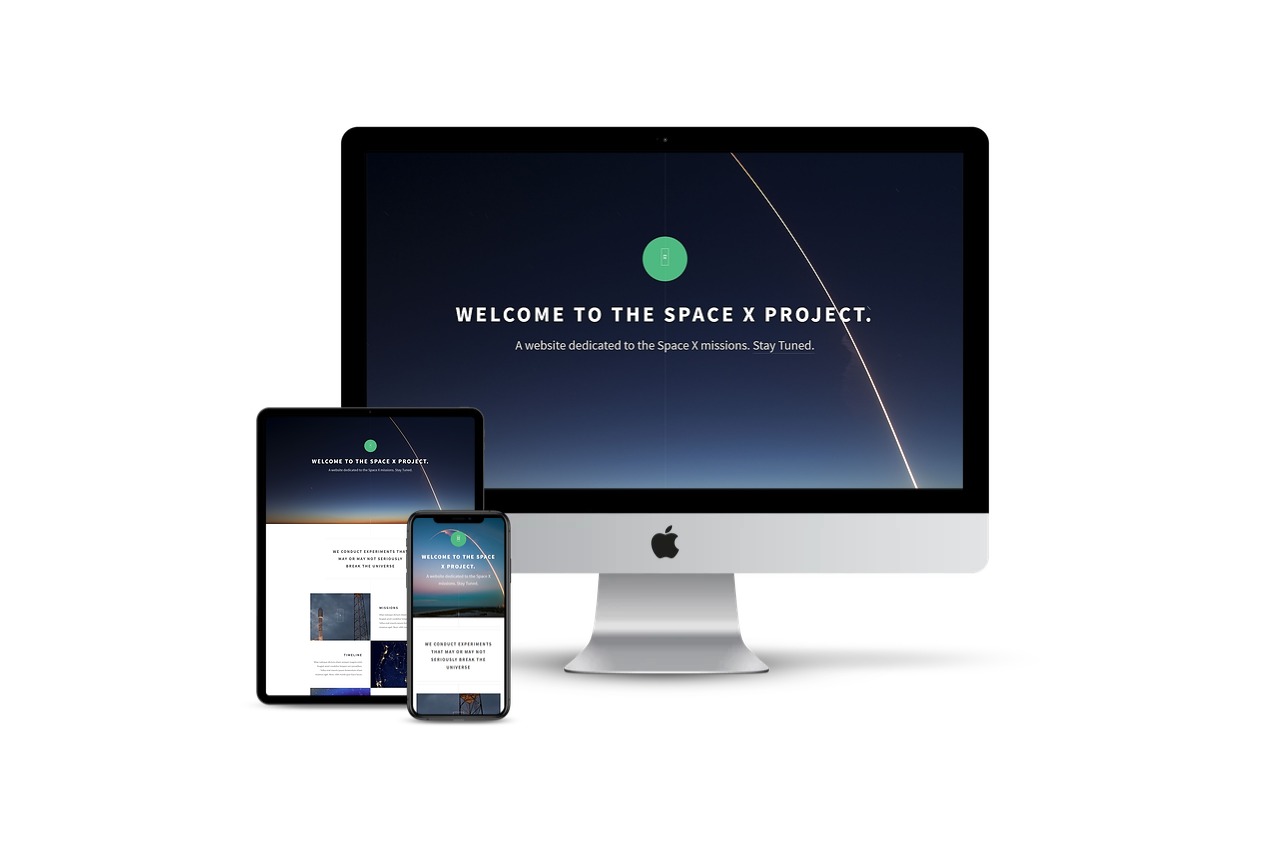 WELCOME TO THE SPACE X PROJECT.
A website dedicated to the Space X missions. Stay Tuned.
WELCOME TO THE SPACE X PROJECT.
A website dedicated to the Space X missions. Stay Tuned.
WE CONDUCT EXPERIMENTS THAT
MAY OR MAY NOT SERIOUSLY
BREAK THE UNIVERSE
MISSIONS
TIMELINE
WELCOME TO THE SPACE
X PROJECT.
A website dedicated to the Space X
missions. Stay Tuned.
WE CONDUCT EXPERIMENTS
THAT MAY OR MAY NOT
SERIOUSLY BREAK THE
UNIVERSE